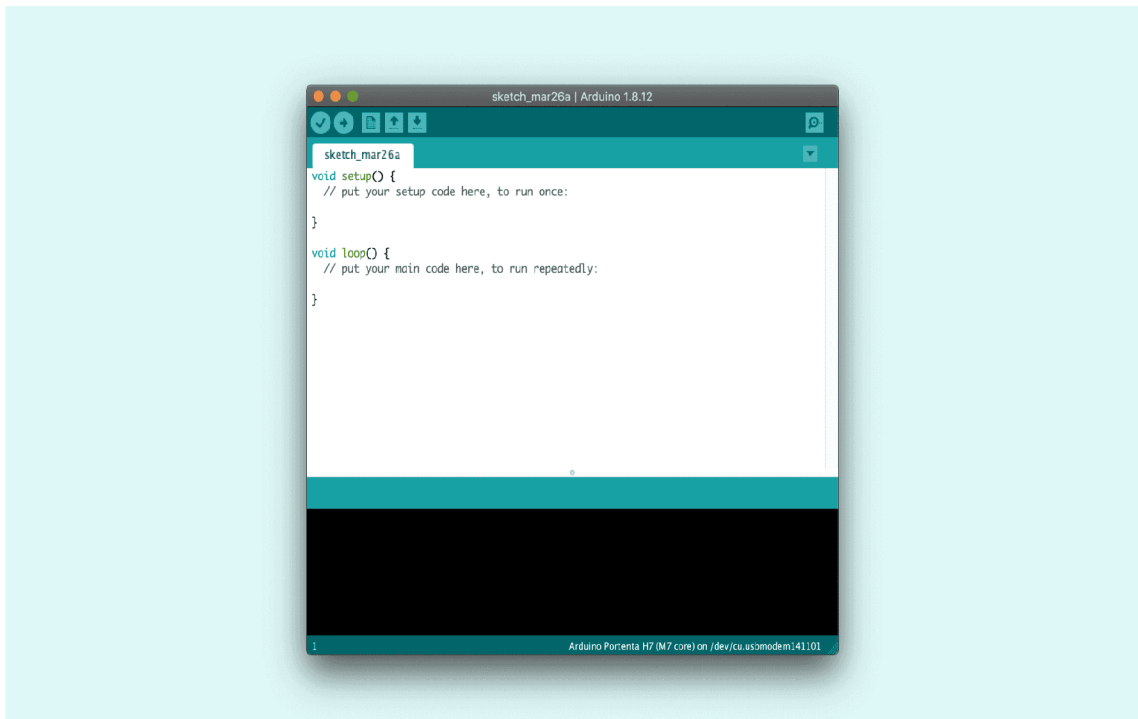 sketch_mar26a | Arduino 1.8.12
sketch_mar26a
void setup() {
  // put your setup code here, to run once:
}
void loop() {
  // put your main code here, to run repeatedly:
}
1
Arduino Portenta H7 (M7 core) on /dev/cu.usbmodem141101